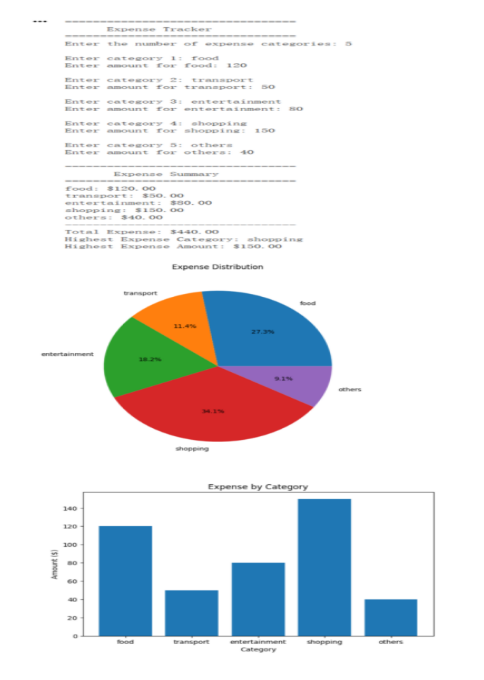 Expense Tracker
Enter the number of expense categories: 5
Enter category 1: food
Enter amount for food: 120
Enter category 2: transport
Enter amount for transport: 50
Enter category 3: entertainment
Enter amount for entertainment: 80
Enter category 4: shopping
Enter amount for shopping: 150
Enter category 5: others
Enter amount for others: 40
Expense Summary
food: $120.00
transport: $50.00
entertainment: $80.00
shopping: $150.00
others: $40.00
Total Expense: $440.00
Highest Expense Category: shopping
Highest Expense Amount: $150.00
Expense Distribution
transport
food
11.4%
27.3%
entertainment
18.2%
9.1%
others
34.1%
shopping
Expense by Category
140
120
100
80
60
40
20
0
Amount ($)
food transport entertainment shopping others
Category